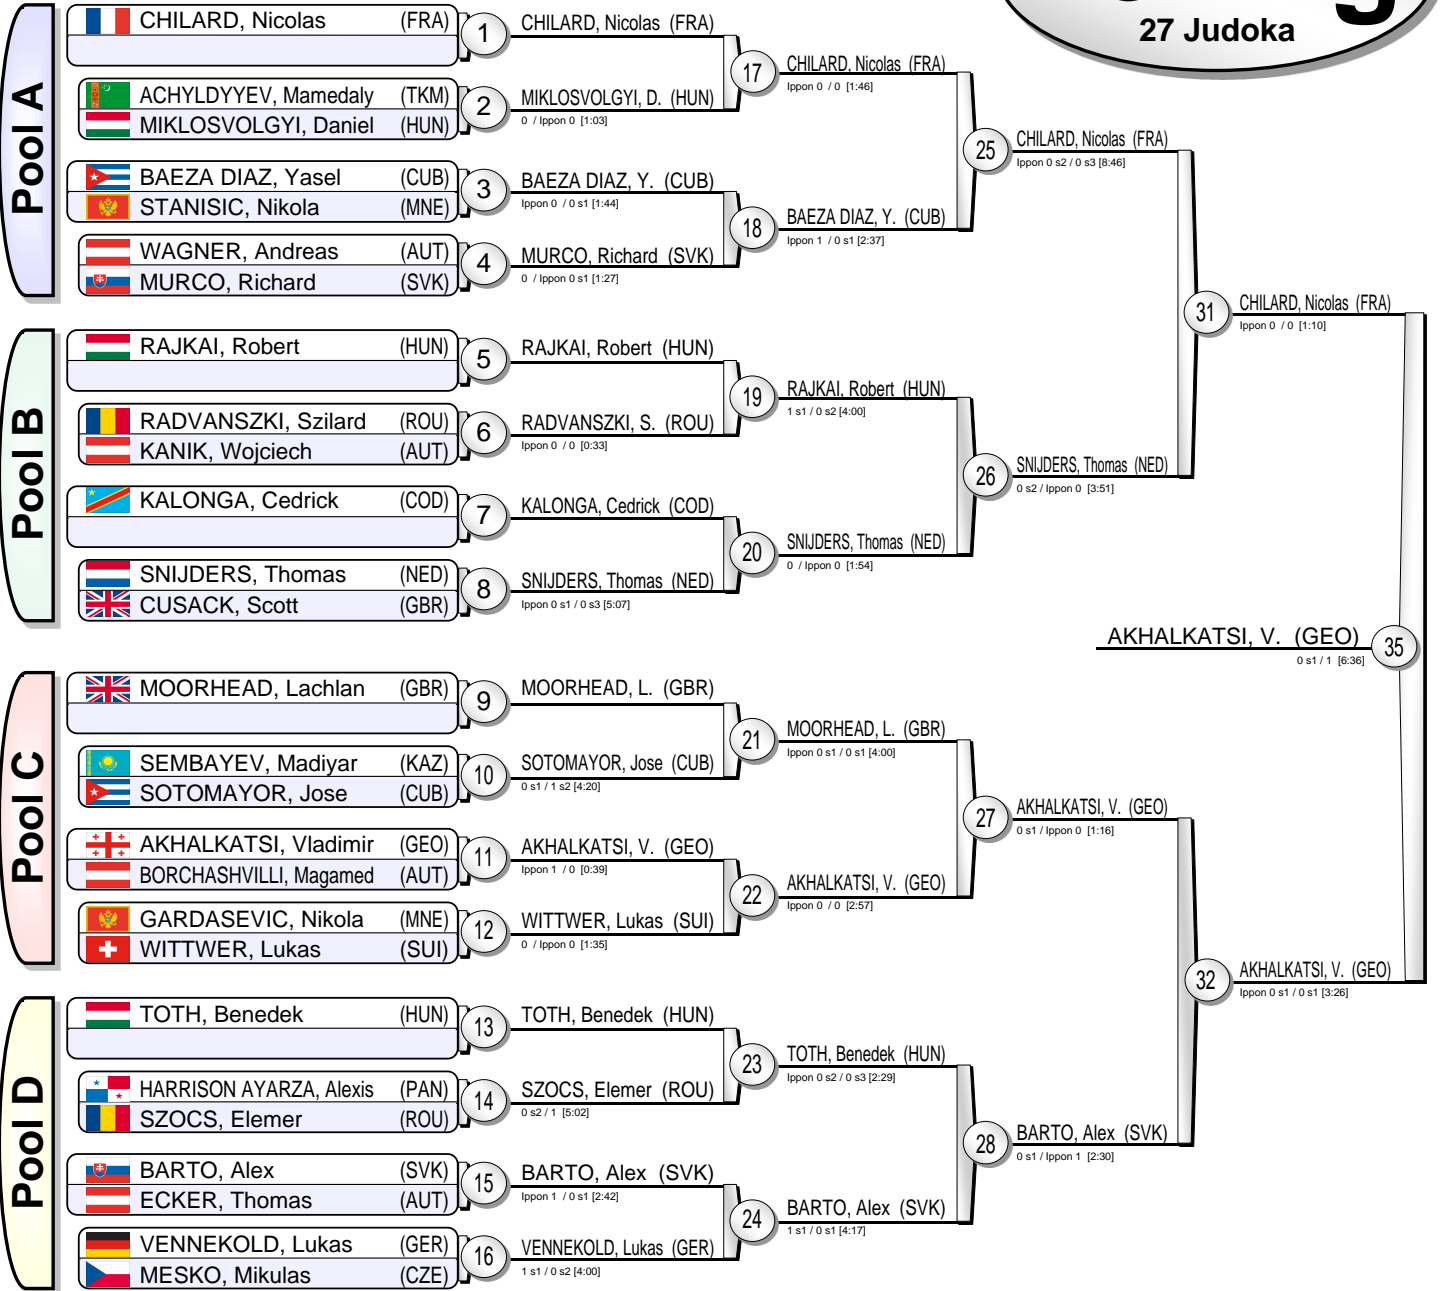 27 Judoka
Pool A
CHILARD, Nicolas (FRA)
1
CHILARD, Nicolas (FRA)
ACHYLDYYEV, Mamedaly (TKM)
MIKLOSVOLGYI, Daniel (HUN)
2
MIKLOSVOLGYI, D. (HUN)
0 / Ippon 0 [1:03]
17
CHILARD, Nicolas (FRA)
Ippon 0 / 0 [1:46]
BAEZA DIAZ, Yasel (CUB)
STANISIC, Nikola (MNE)
3
BAEZA DIAZ, Y. (CUB)
Ippon 0 / 0 s1 [1:44]
WAGNER, Andreas (AUT)
MURCO, Richard (SVK)
4
MURCO, Richard (SVK)
0 / Ippon 0 s1 [1:27]
18
BAEZA DIAZ, Y. (CUB)
Ippon 1 / 0 s1 [2:37]
25
CHILARD, Nicolas (FRA)
Ippon 0 s2 / 0 s3 [8:46]
Pool B
RAJKAI, Robert (HUN)
5
RAJKAI, Robert (HUN)
RADVANSZKI, Szilard (ROU)
KANIK, Wojciech (AUT)
6
RADVANSZKI, S. (ROU)
Ippon 0 / 0 [0:33]
19
RAJKAI, Robert (HUN)
1 s1 / 0 s2 [4:00]
KALONGA, Cedrick (COD)
7
KALONGA, Cedrick (COD)
SNIJDERS, Thomas (NED)
CUSACK, Scott (GBR)
8
SNIJDERS, Thomas (NED)
Ippon 0 s1 / 0 s3 [5:07]
20
SNIJDERS, Thomas (NED)
0 / Ippon 0 [1:54]
26
SNIJDERS, Thomas (NED)
0 s2 / Ippon 0 [3:51]
31
CHILARD, Nicolas (FRA)
Ippon 0 / 0 [1:10]
AKHALKATSI, V. (GEO)
0 s1 / 1 [6:36]
35
Pool C
MOORHEAD, Lachlan (GBR)
9
MOORHEAD, L. (GBR)
SEMBAYEV, Madiyar (KAZ)
SOTOMAYOR, Jose (CUB)
10
SOTOMAYOR, Jose (CUB)
0 s1 / 1 s2 [4:20]
21
MOORHEAD, L. (GBR)
Ippon 0 s1 / 0 s1 [4:00]
AKHALKATSI, Vladimir (GEO)
BORCHASHVILLI, Magamed (AUT)
11
AKHALKATSI, V. (GEO)
Ippon 1 / 0 [0:39]
GARDASEVIC, Nikola (MNE)
WITTWER, Lukas (SUI)
12
WITTWER, Lukas (SUI)
0 / Ippon 0 [1:35]
22
AKHALKATSI, V. (GEO)
Ippon 0 / 0 [2:57]
27
AKHALKATSI, V. (GEO)
0 s1 / Ippon 0 [1:16]
Pool D
TOTH, Benedek (HUN)
13
TOTH, Benedek (HUN)
HARRISON AYARZA, Alexis (PAN)
SZOCS, Elemer (ROU)
14
SZOCS, Elemer (ROU)
0 s2 / 1 [5:02]
23
TOTH, Benedek (HUN)
Ippon 0 s2 / 0 s3 [2:29]
BARTO, Alex (SVK)
ECKER, Thomas (AUT)
15
BARTO, Alex (SVK)
Ippon 1 / 0 s1 [2:42]
VENNEKOLD, Lukas (GER)
MESKO, Mikulas (CZE)
16
VENNEKOLD, Lukas (GER)
1 s1 / 0 s2 [4:00]
24
BARTO, Alex (SVK)
1 s1 / 0 s1 [4:17]
28
BARTO, Alex (SVK)
0 s1 / Ippon 1 [2:30]
32
AKHALKATSI, V. (GEO)
Ippon 0 s1 / 0 s1 [3:26]